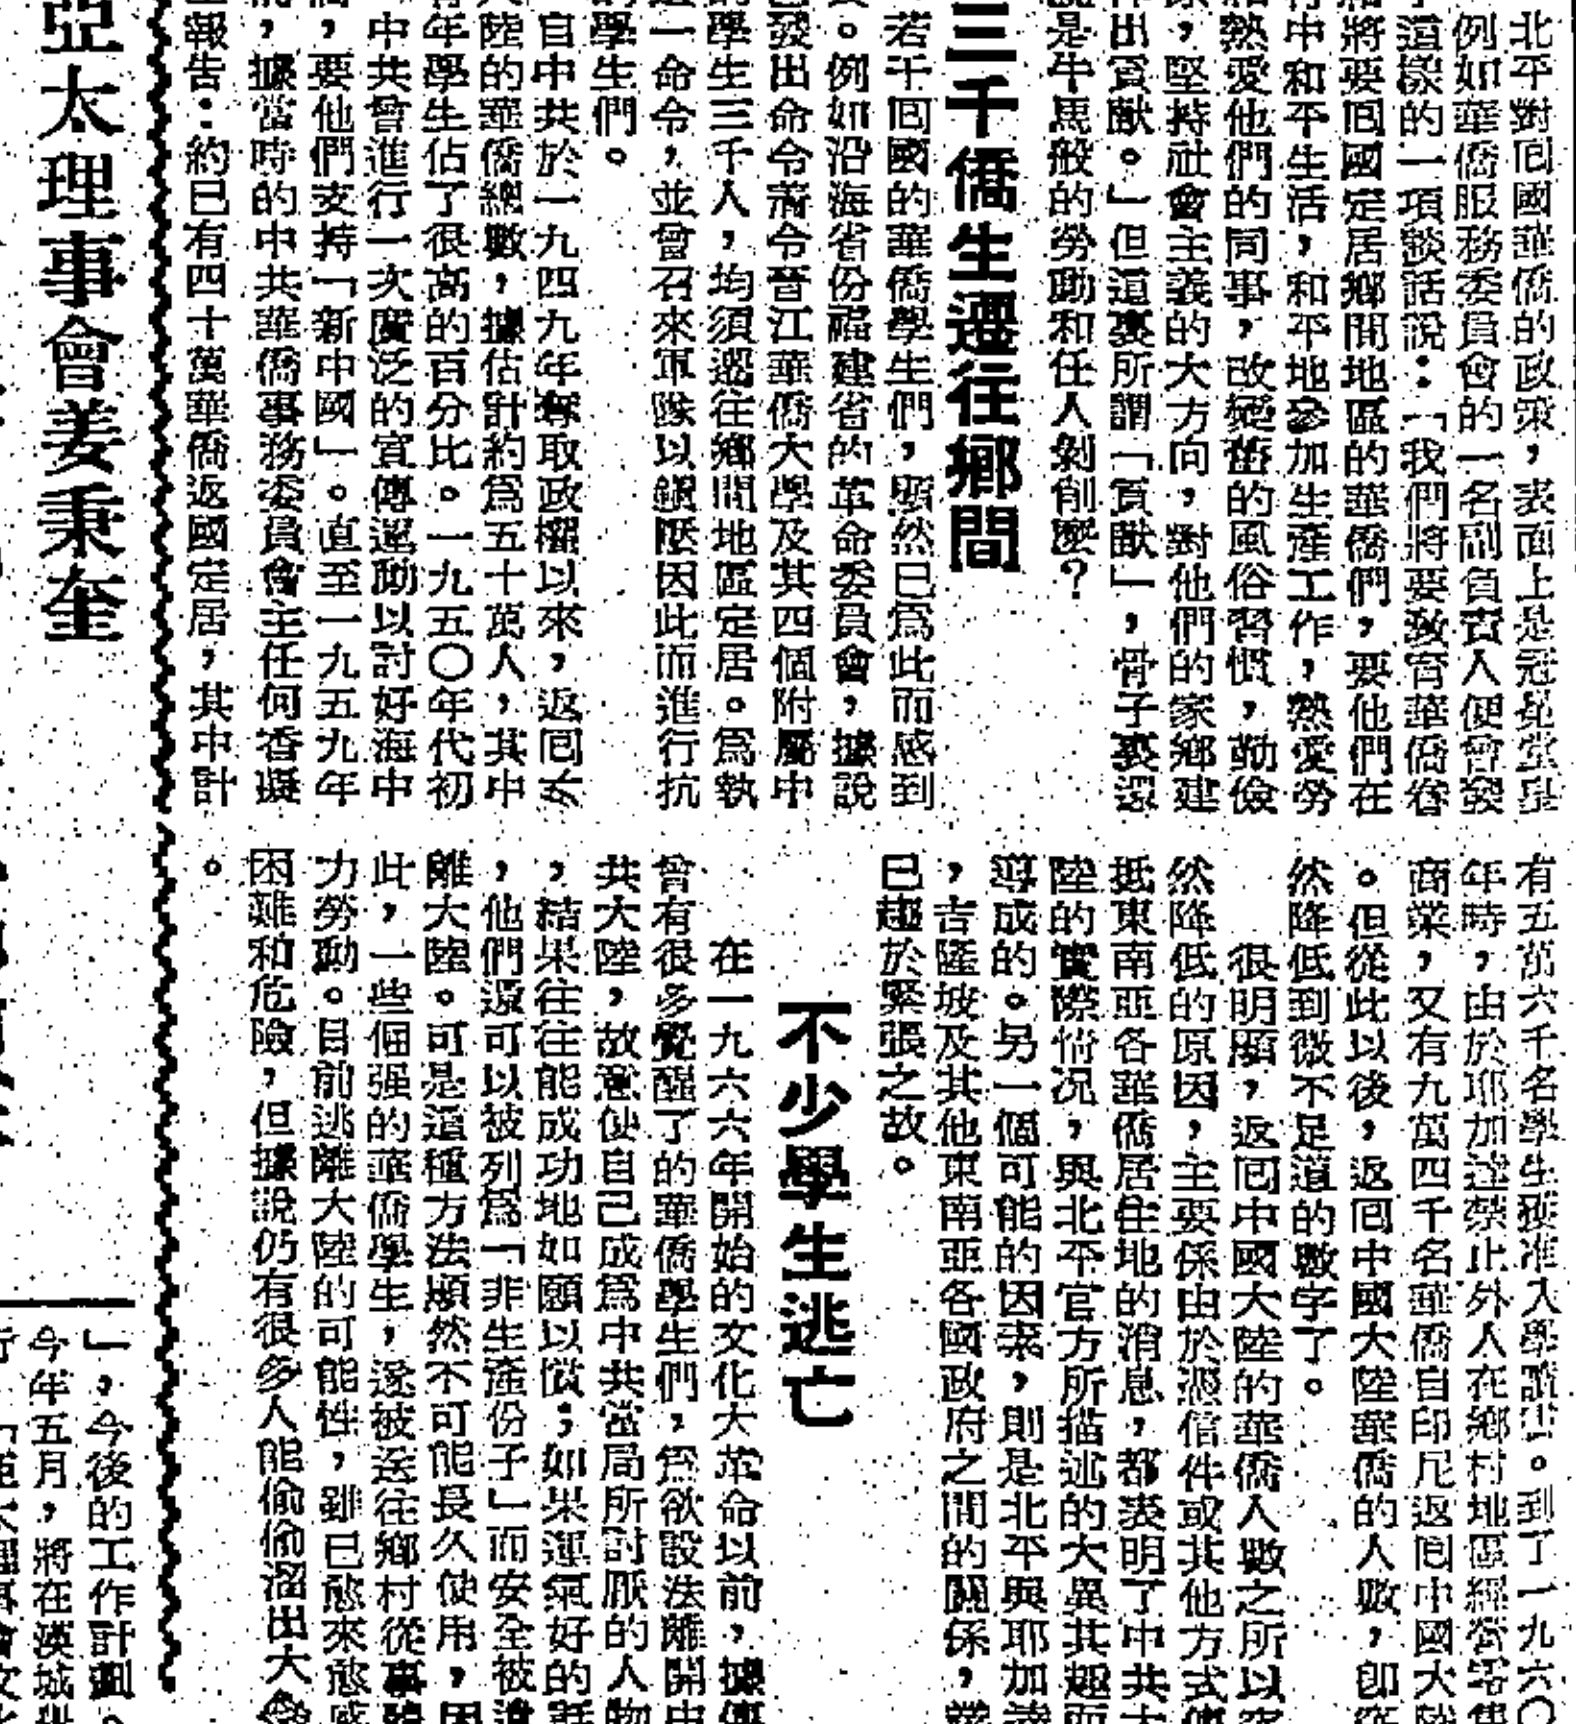 北平對囘國華僑的政策，表面上是冠冕堂皇
例如華僑服務委員會的一名副負責人便曾發
這樣的一項談話說：「我們將要教育華僑眷
將要囘國定居鄉間地區的華僑們，要他們在
中和平生活，和平地參加生產工作，熱愛勞
熱愛他們的同事，改變舊的風俗習慣，勤儉
，堅持社會主義的大方向，對他們的家鄉建
出貢献。」但這裏所謂「貢献」，骨子裏還
是牛馬般的勞動和任人剝削麽？
三千僑生遷往鄉間
若干囘國的華僑學生們，顯然已爲此而感到
。例如沿海省份福建省的革命委員會，據說
發出命令着令晉江華僑大學及其四個附屬中
學生三千人，均須遷往鄉間地區定居。爲執
一命令，並曾召來軍隊以鎭壓因此而進行抗
學生們。
自中共於一九四九年奪取政權以來，返囘大
陸的華僑總數，據估計約爲五十萬人，其中
年學生佔了很高的百分比。一九五〇年代初
中共曾進行一次廣泛的宣傳運動以討好海中
，要他們支持「新中國」。直至一九五九年
，據當時的中共華僑事務委員會主任何香凝
報告：約已有四十萬華僑返國定居，其中計
有五萬六千名學生獲准入學讀書。到了一九六〇
年時，由於耶加達禁止外人在鄉村地區經營零售
商業，又有九萬四千名華僑自印尼返囘中國大陸
。但從此以後，返囘中國大陸華僑的人數，卽
然降低到微不足道的數字了。
很明顯，返囘中國大陸的華僑人數之所以突
然降低的原因，主要係由於憑信件或其他方式傳
抵東南亞各華僑居住地的消息，都表明了中共大
陸的實際情况，與北平官方所描述的大異其趣而
導成的。另一個可能的因素，則是北平與耶加達
，吉隆坡及其他東南亞各國政府之間的關係，
已趨於緊張之故。
不少學生逃亡
在一九六六年開始的文化大革命以前，據傳
曾有很多覺醒了的華僑學生們，爲欲設法離開中
共大陸，故意使自己成爲中共當局所討厭的人物
，結果往往能成功地如願以償；如果運氣好的話
，他們還可以被列爲「非生產份子」而安全被遣
離大陸。可是這種方法顯然不可能長久使用，因
此，一些倔强的華僑學生，遂被送往鄉村從事
力勞動。目前逃離大陸的可能性，雖已愈來愈感
困難和危險，但據說仍有很多人能偷偷溜出大
。
亞太理事會姜秉奎
」，今後的工作計劃。
今年五月，將在漢城